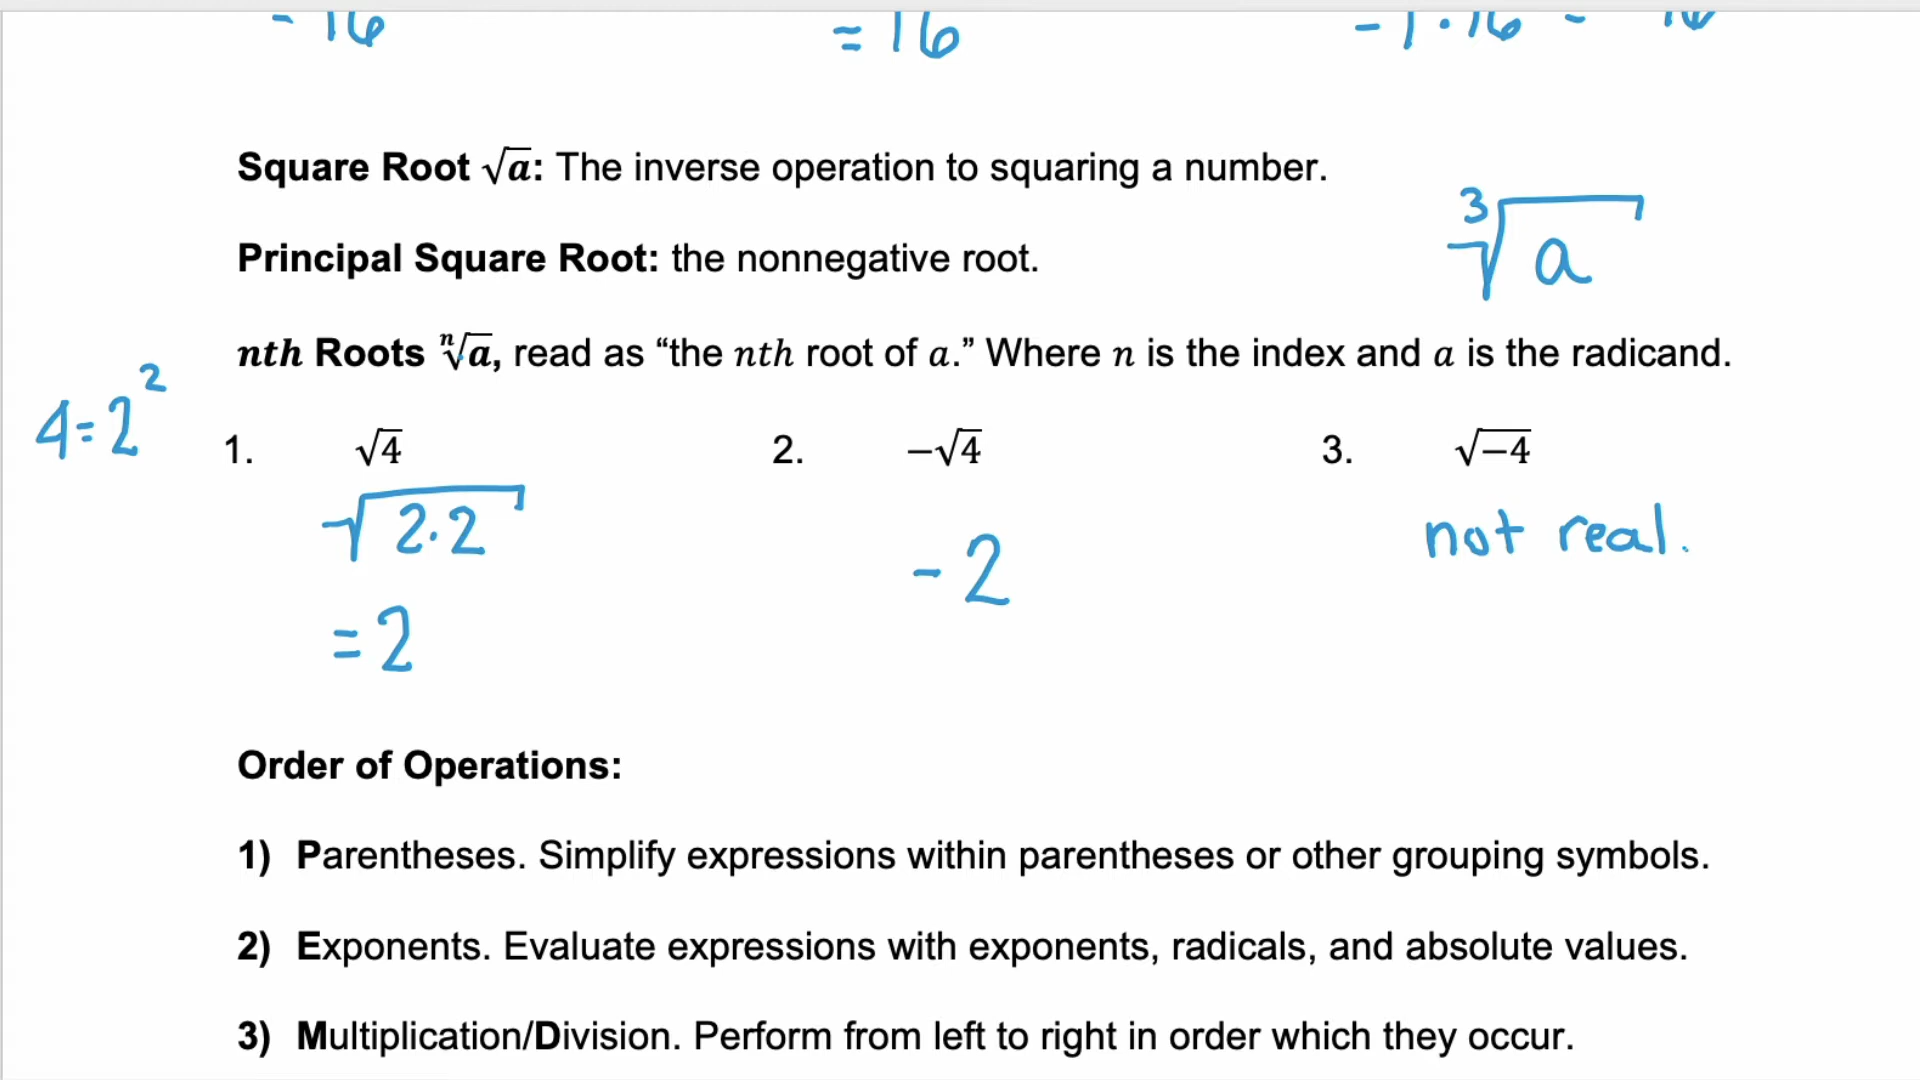 - 16 = 16 - 1 · 16 = - 16
Square Root √a: The inverse operation to squaring a number.
Principal Square Root: the nonnegative root.
∛a
nth Roots ⁿ√a, read as “the nth root of a.” Where n is the index and a is the radicand.
4=2²
1. √4 2. −√4 3. √−4
√2·2 - 2 not real.
= 2
Order of Operations:
1) Parentheses. Simplify expressions within parentheses or other grouping symbols.
2) Exponents. Evaluate expressions with exponents, radicals, and absolute values.
3) Multiplication/Division. Perform from left to right in order which they occur.